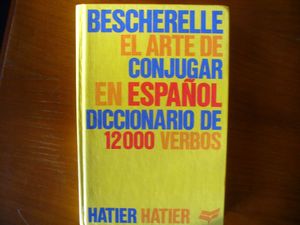 BESCHERELLE
EL ARTE DE
CONJUGAR
EN ESPAÑOL
DICCIONARIO DE
12000 VERBOS
HATIER HATIER